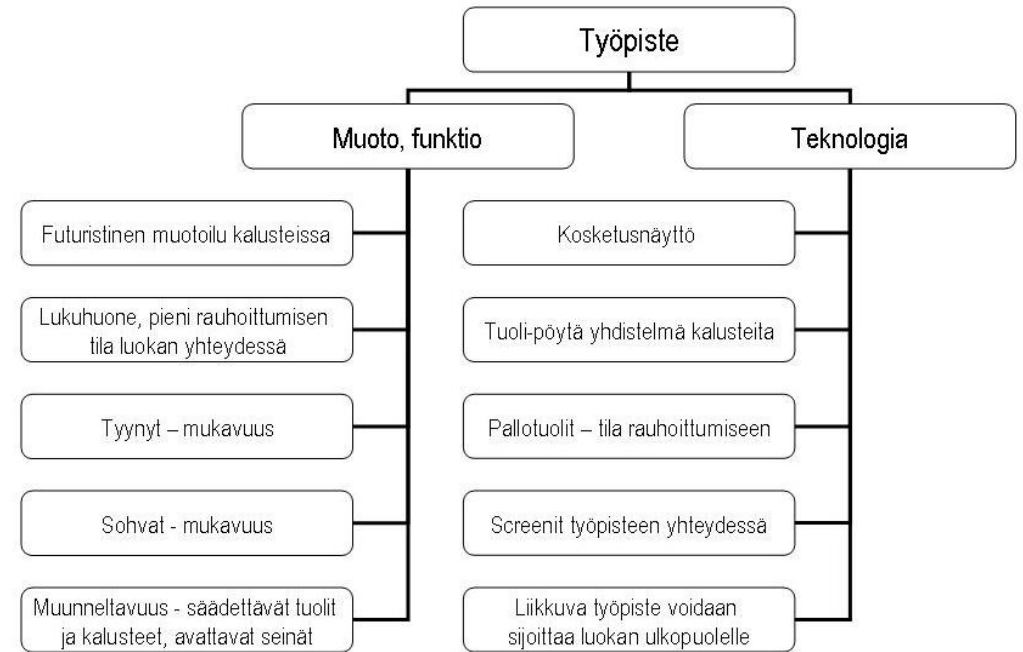 Työpiste
Muoto, funktio
Teknologia
Futuristinen muotoilu kalusteissa
Lukuhuone, pieni rauhoittumisen
tila luokan yhteydessä
Tyynyt – mukavuus
Sohvat - mukavuus
Muunneltavuus - säädettävät tuolit
ja kalusteet, avattavat seinät
Kosketusnäyttö
Tuoli-pöytä yhdistelmä kalusteita
Pallotuolit – tila rauhoittumiseen
Screenit työpisteen yhteydessä
Liikkuva työpiste voidaan
sijoittaa luokan ulkopuolelle